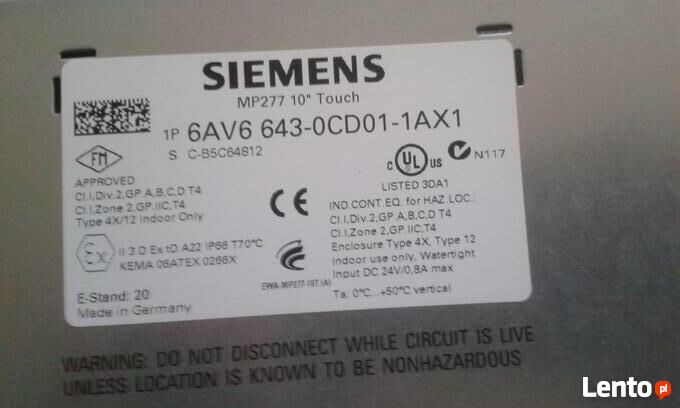 SIEMENS
MP277 10" Touch
1P 6AV6 643-0CD01-1AX1
S C-B5C64812
FM
APPROVED
CI.I,Div.2,GP.A,B,C,D T4
CI.I,Zone 2,GP.IIC,T4
Type 4X/12 Indoor Only
CE
C UL US
N117
LISTED 3DA1
IND.CONT.EQ. for HAZ.LOC.:
CI.I,Div.2,GP.A,B,C,D T4
CI.I,Zone 2,GP.IIC,T4
Enclosure Type 4X, Type 12
Indoor use only, Watertight
Input DC 24V/0,8A max
Ta: 0°C...+50°C vertical
Ex
II 3 D Ex tD A22 IP66 T70°C
KEMA 06ATEX 0266X
EWA-MP277-10T (A)
E-Stand: 20
Made in Germany
WARNING: DO NOT DISCONNECT WHILE CIRCUIT IS LIVE
UNLESS LOCATION IS KNOWN TO BE NONHAZARDOUS
Lento.pl